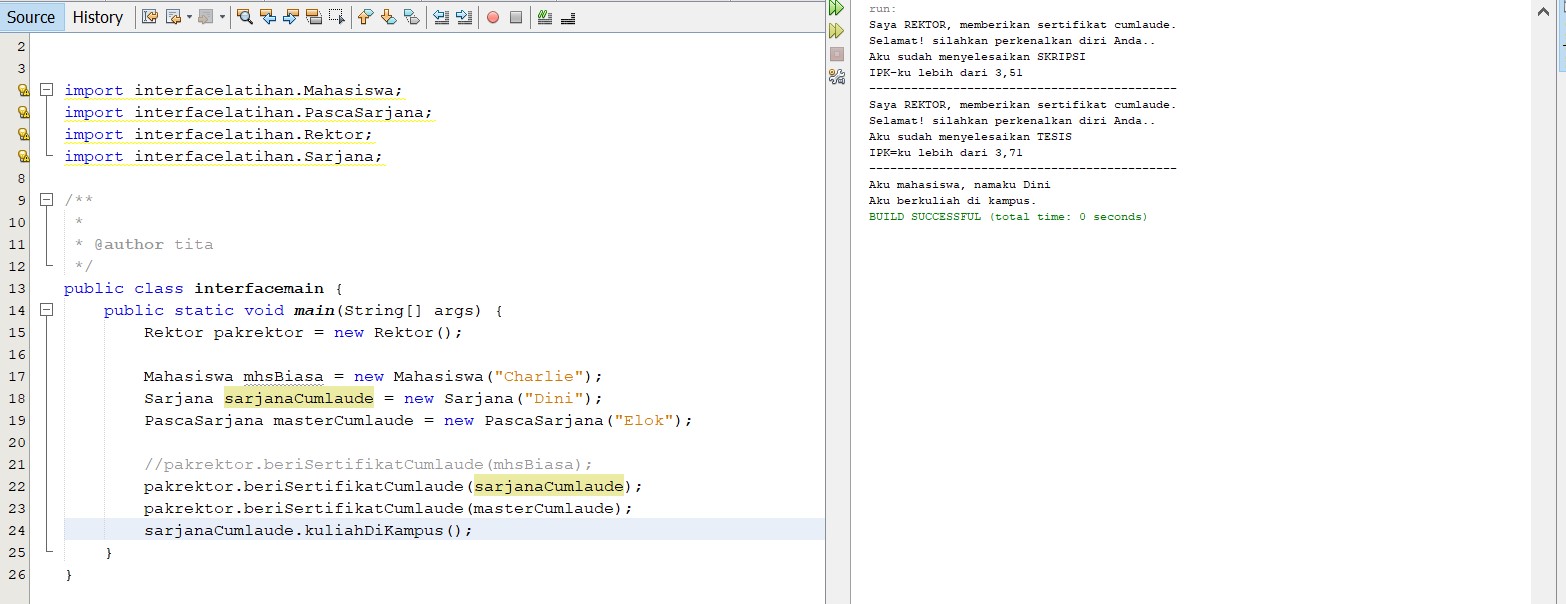 Source History
2
3
import interfacelatihan.Mahasiswa;
import interfacelatihan.PascaSarjana;
import interfacelatihan.Rektor;
import interfacelatihan.Sarjana;
8
9 /**
10 *
11 * @author tita
12 */
13 public class interfacemain {
14 public static void main(String[] args) {
15 Rektor pakrektor = new Rektor();
16
17 Mahasiswa mhsBiasa = new Mahasiswa("Charlie");
18 Sarjana sarjanaCumlaude = new Sarjana("Dini");
19 PascaSarjana masterCumlaude = new PascaSarjana("Elok");
20
21 //pakrektor.beriSertifikatCumlaude(mhsBiasa);
22 pakrektor.beriSertifikatCumlaude(sarjanaCumlaude);
23 pakrektor.beriSertifikatCumlaude(masterCumlaude);
24 sarjanaCumlaude.kuliahDiKampus();
25 }
26 }
run:
Saya REKTOR, memberikan sertifikat cumlaude.
Selamat! silahkan perkenalkan diri Anda..
Aku sudah menyelesaikan SKRIPSI
IPK-ku lebih dari 3,51
--------------------------------------------
Saya REKTOR, memberikan sertifikat cumlaude.
Selamat! silahkan perkenalkan diri Anda..
Aku sudah menyelesaikan TESIS
IPK=ku lebih dari 3,71
--------------------------------------------
Aku mahasiswa, namaku Dini
Aku berkuliah di kampus.
BUILD SUCCESSFUL (total time: 0 seconds)